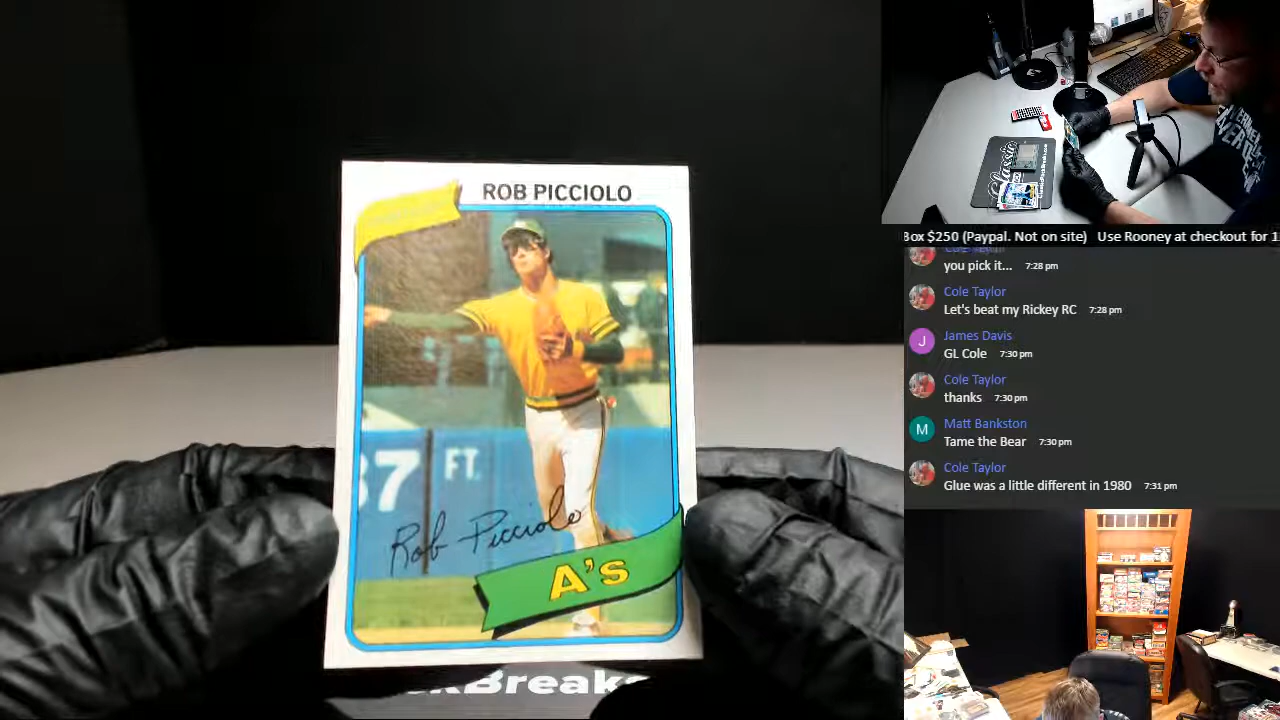 ROB PICCIOLO
87 FT.
Rob Picciolo
A's
Classic
Box $250 (Paypal. Not on site) Use Rooney at checkout for 1
you pick it... 7:28 pm
Cole Taylor
Let's beat my Rickey RC 7:28 pm
J James Davis
GL Cole 7:30 pm
Cole Taylor
thanks 7:30 pm
M Matt Bankston
Tame the Bear 7:30 pm
Cole Taylor
Glue was a little different in 1980 7:31 pm